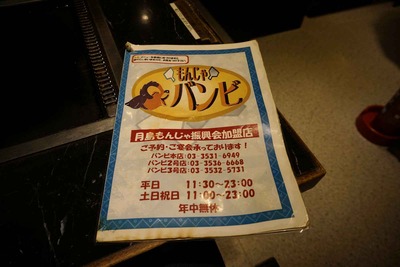 もんじゃ
バンビ
月島もんじゃ振興会加盟店
ご予約・ご宴会承っております!
バンビ本店:03-3531-6949
バンビ2号店:03-3536-6668
バンビ3号店:03-3532-5731
平日 11:30~23:00
土日祝日 11:00~23:00
年中無休